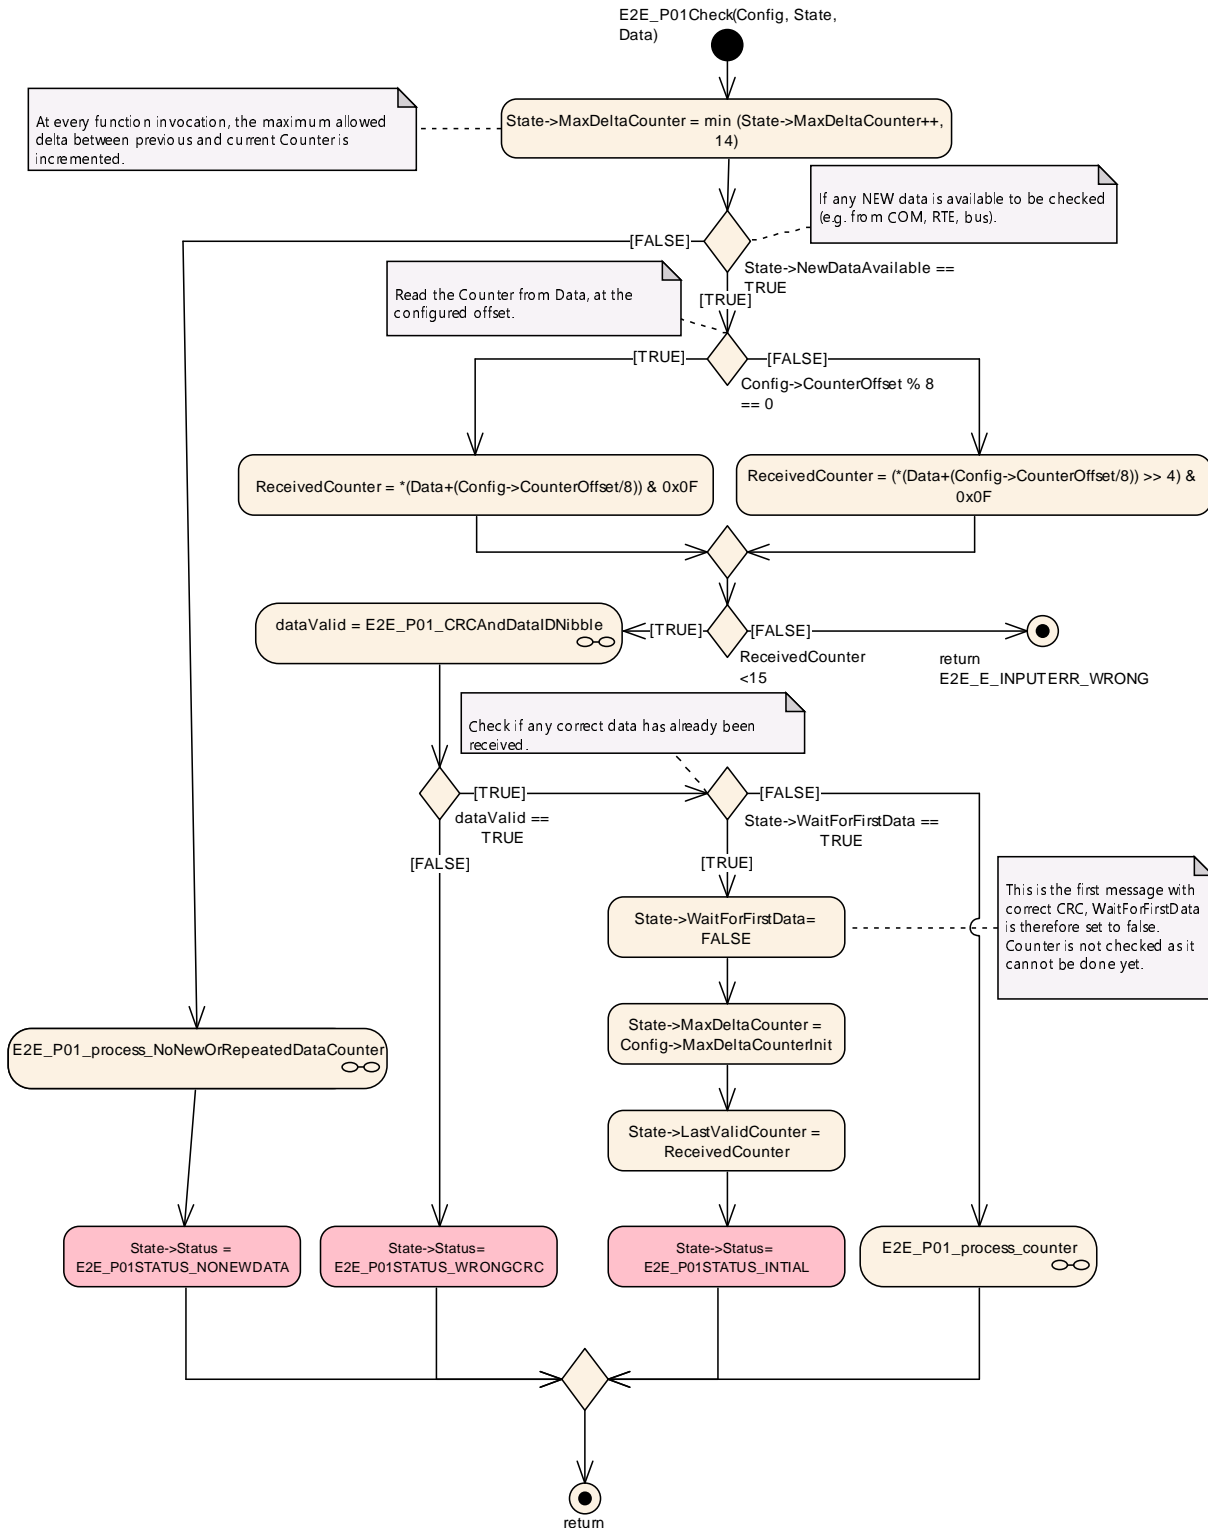 E2E_P01Check(Config, State,
Data)
At every function invocation, the maximum allowed
delta between previous and current Counter is
incremented.
State->MaxDeltaCounter = min (State->MaxDeltaCounter++,
14)
If any NEW data is available to be checked
(e.g. from COM, RTE, bus).
[FALSE]
State->NewDataAvailable ==
TRUE
[TRUE]
Read the Counter from Data, at the
configured offset.
[TRUE]
[FALSE]
Config->CounterOffset % 8
== 0
ReceivedCounter = *(Data+(Config->CounterOffset/8)) & 0x0F
ReceivedCounter = (*(Data+(Config->CounterOffset/8)) >> 4) &
0x0F
dataValid = E2E_P01_CRCAndDataIDNibble
[TRUE]
[FALSE]
ReceivedCounter
<15
return
E2E_E_INPUTERR_WRONG
Check if any correct data has already been
received.
[TRUE]
dataValid ==
TRUE
[FALSE]
[FALSE]
State->WaitForFirstData ==
TRUE
[TRUE]
State->WaitForFirstData=
FALSE
This is the first message with
correct CRC, WaitForFirstData
is therefore set to false.
Counter is not checked as it
cannot be done yet.
State->MaxDeltaCounter =
Config->MaxDeltaCounterInit
E2E_P01_process_NoNewOrRepeatedDataCounter
State->LastValidCounter =
ReceivedCounter
State->Status =
E2E_P01STATUS_NONEWDATA
State->Status=
E2E_P01STATUS_WRONGCRC
State->Status=
E2E_P01STATUS_INTIAL
E2E_P01_process_counter
return